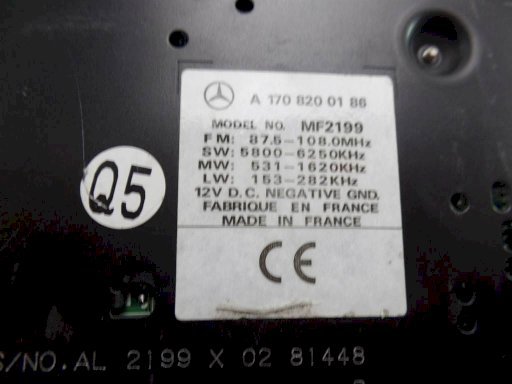 A 170 820 01 86
MODEL NO. MF2199
FM: 87.5-108.0MHz
SW: 5800-6250KHz
MW: 531-1620KHz
LW: 153-282KHz
12V D.C. NEGATIVE GND.
FABRIQUE EN FRANCE
MADE IN FRANCE
CE
Q5
S/NO.AL 2199 X 02 81448